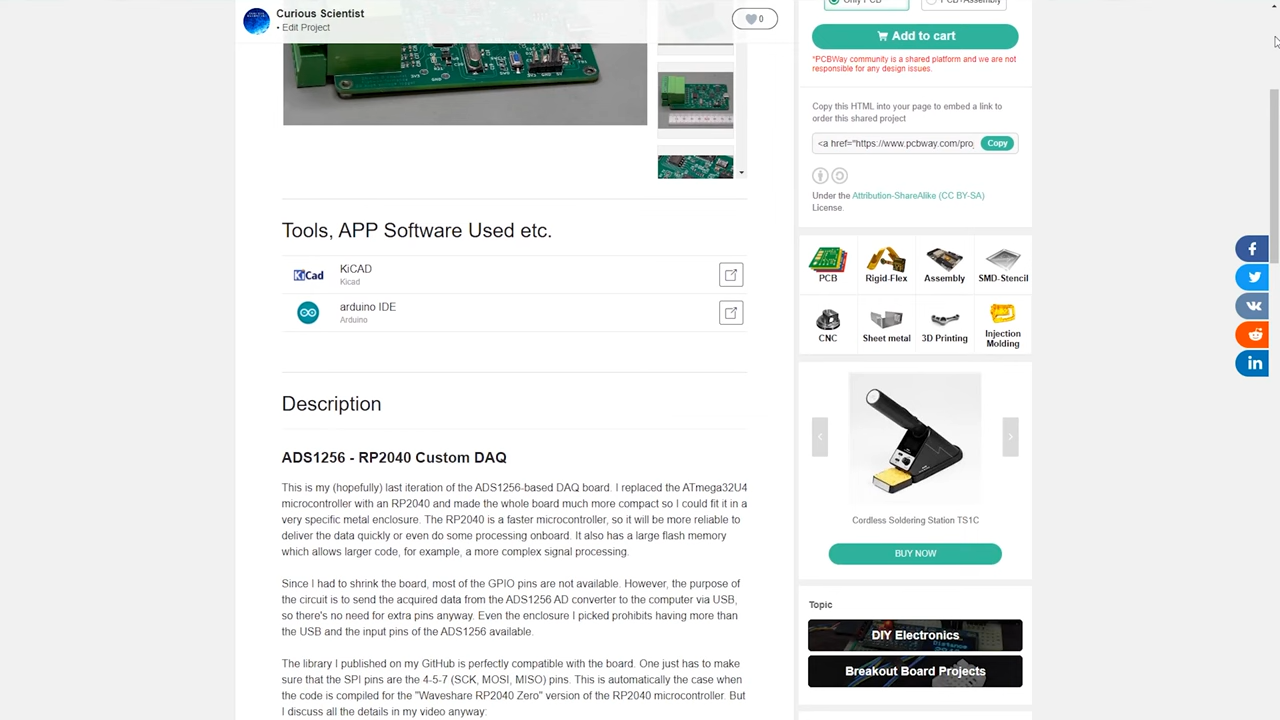 Curious Scientist
• Edit Project
0
Only PCB
PCB+Assembly
Add to cart
*PCBWay community is a shared platform and we are not
responsible for any design issues.
Copy this HTML into your page to embed a link to
order this shared project
<a href="https://www.pcbway.com/pro
Copy
Under the Attribution-ShareAlike (CC BY-SA)
License.
Tools, APP Software Used etc.
KiCad
KiCAD
Kicad
arduino IDE
Arduino
PCB
Rigid-Flex
Assembly
SMD-Stencil
CNC
Sheet metal
3D Printing
Injection
Molding
Cordless Soldering Station TS1C
BUY NOW
Topic
DIY Electronics
Breakout Board Projects
Description
ADS1256 - RP2040 Custom DAQ
This is my (hopefully) last iteration of the ADS1256-based DAQ board. I replaced the ATmega32U4
microcontroller with an RP2040 and made the whole board much more compact so I could fit it in a
very specific metal enclosure. The RP2040 is a faster microcontroller, so it will be more reliable to
deliver the data quickly or even do some processing onboard. It also has a large flash memory
which allows larger code, for example, a more complex signal processing.
Since I had to shrink the board, most of the GPIO pins are not available. However, the purpose of
the circuit is to send the acquired data from the ADS1256 AD converter to the computer via USB,
so there's no need for extra pins anyway. Even the enclosure I picked prohibits having more than
the USB and the input pins of the ADS1256 available.
The library I published on my GitHub is perfectly compatible with the board. One just has to make
sure that the SPI pins are the 4-5-7 (SCK, MOSI, MISO) pins. This is automatically the case when
the code is compiled for the "Waveshare RP2040 Zero" version of the RP2040 microcontroller. But
I discuss all the details in my video anyway: